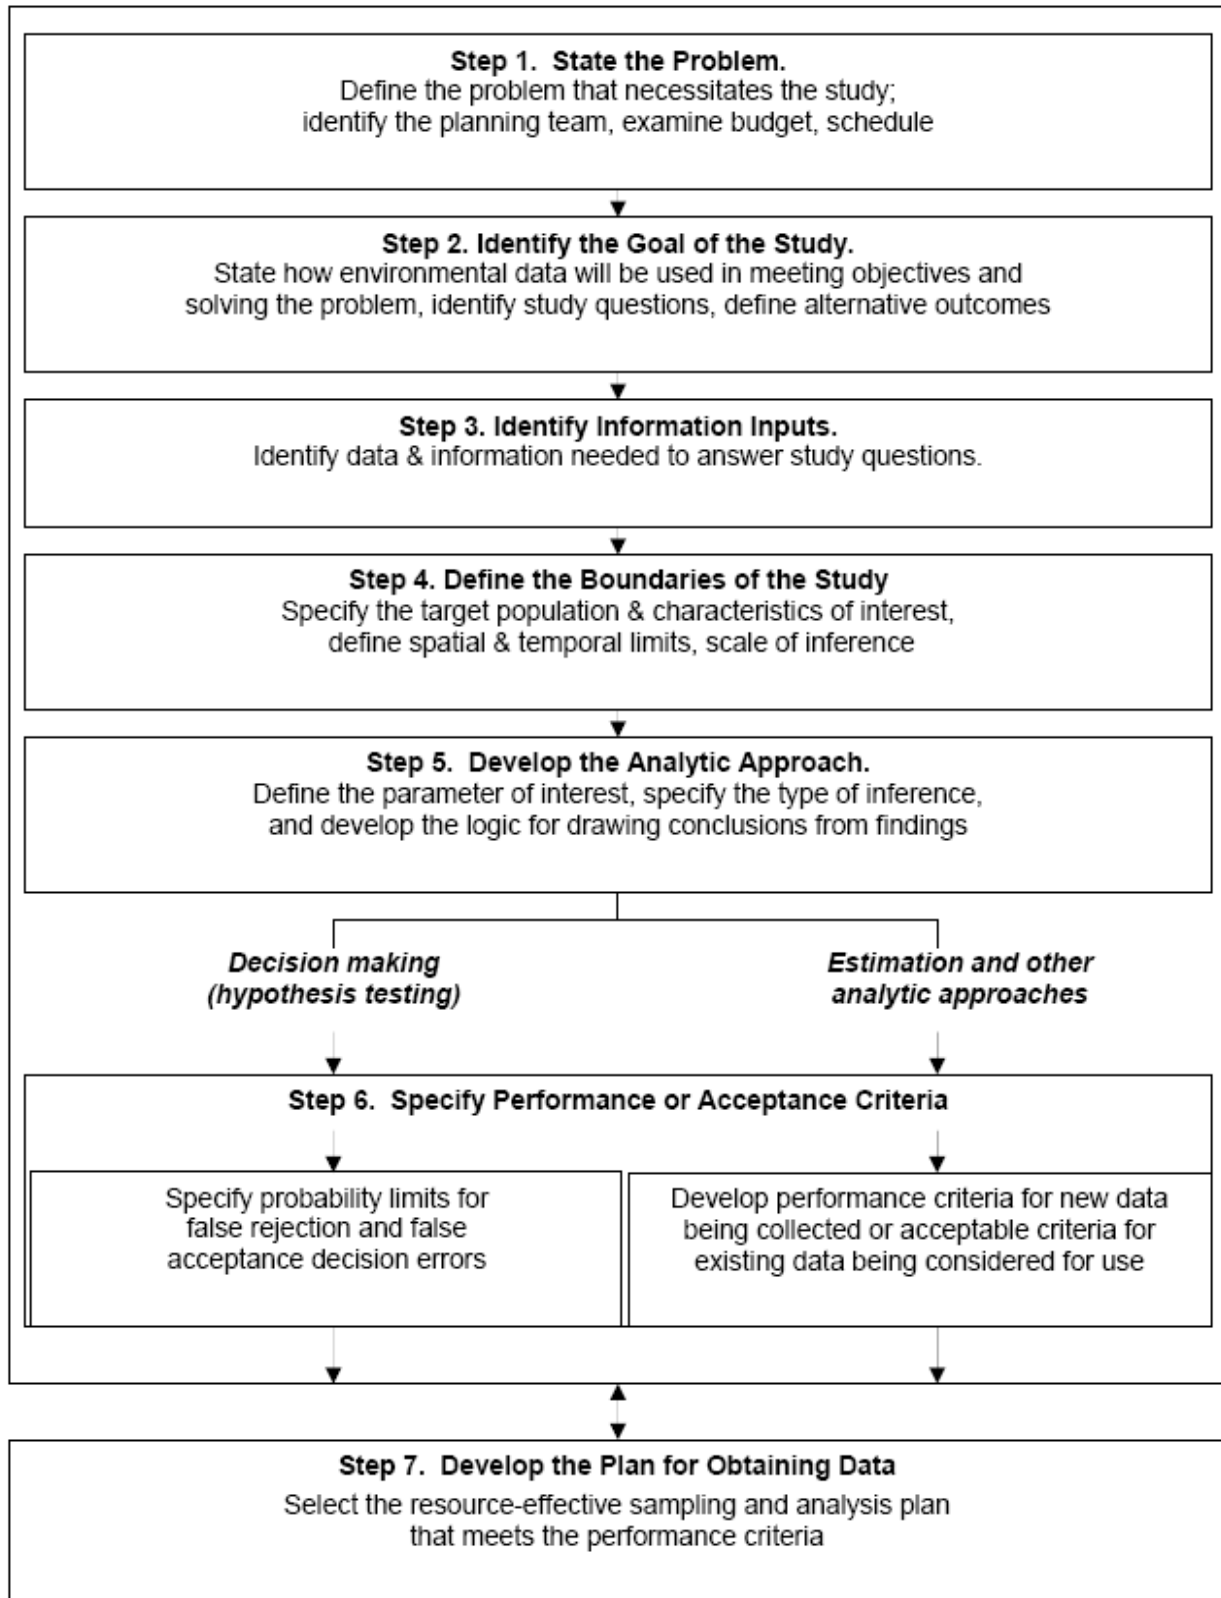 Step 1.  State the Problem.
Define the problem that necessitates the study;
identify the planning team, examine budget, schedule
Step 2. Identify the Goal of the Study.
State how environmental data will be used in meeting objectives and
solving the problem, identify study questions, define alternative outcomes
Step 3. Identify Information Inputs.
Identify data & information needed to answer study questions.
Step 4. Define the Boundaries of the Study
Specify the target population & characteristics of interest,
define spatial & temporal limits, scale of inference
Step 5.  Develop the Analytic Approach.
Define the parameter of interest, specify the type of inference,
and develop the logic for drawing conclusions from findings
Decision making
(hypothesis testing)
Estimation and other
analytic approaches
Step 6.  Specify Performance or Acceptance Criteria
Specify probability limits for
false rejection and false
acceptance decision errors
Develop performance criteria for new data
being collected or acceptable criteria for
existing data being considered for use
Step 7.  Develop the Plan for Obtaining Data
Select the resource-effective sampling and analysis plan
that meets the performance criteria